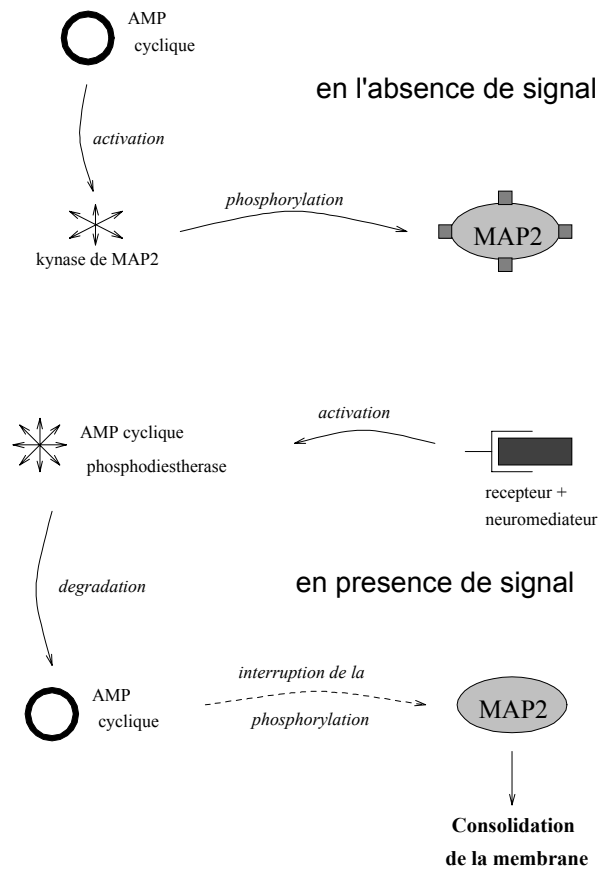 AMP
cyclique
en l'absence de signal
activation
phosphorylation
MAP2
kynase de MAP2
activation
AMP cyclique
phosphodiestherase
recepteur +
neuromediateur
degradation
en presence de signal
interruption de la
AMP
cyclique
phosphorylation
MAP2
Consolidation
de la membrane